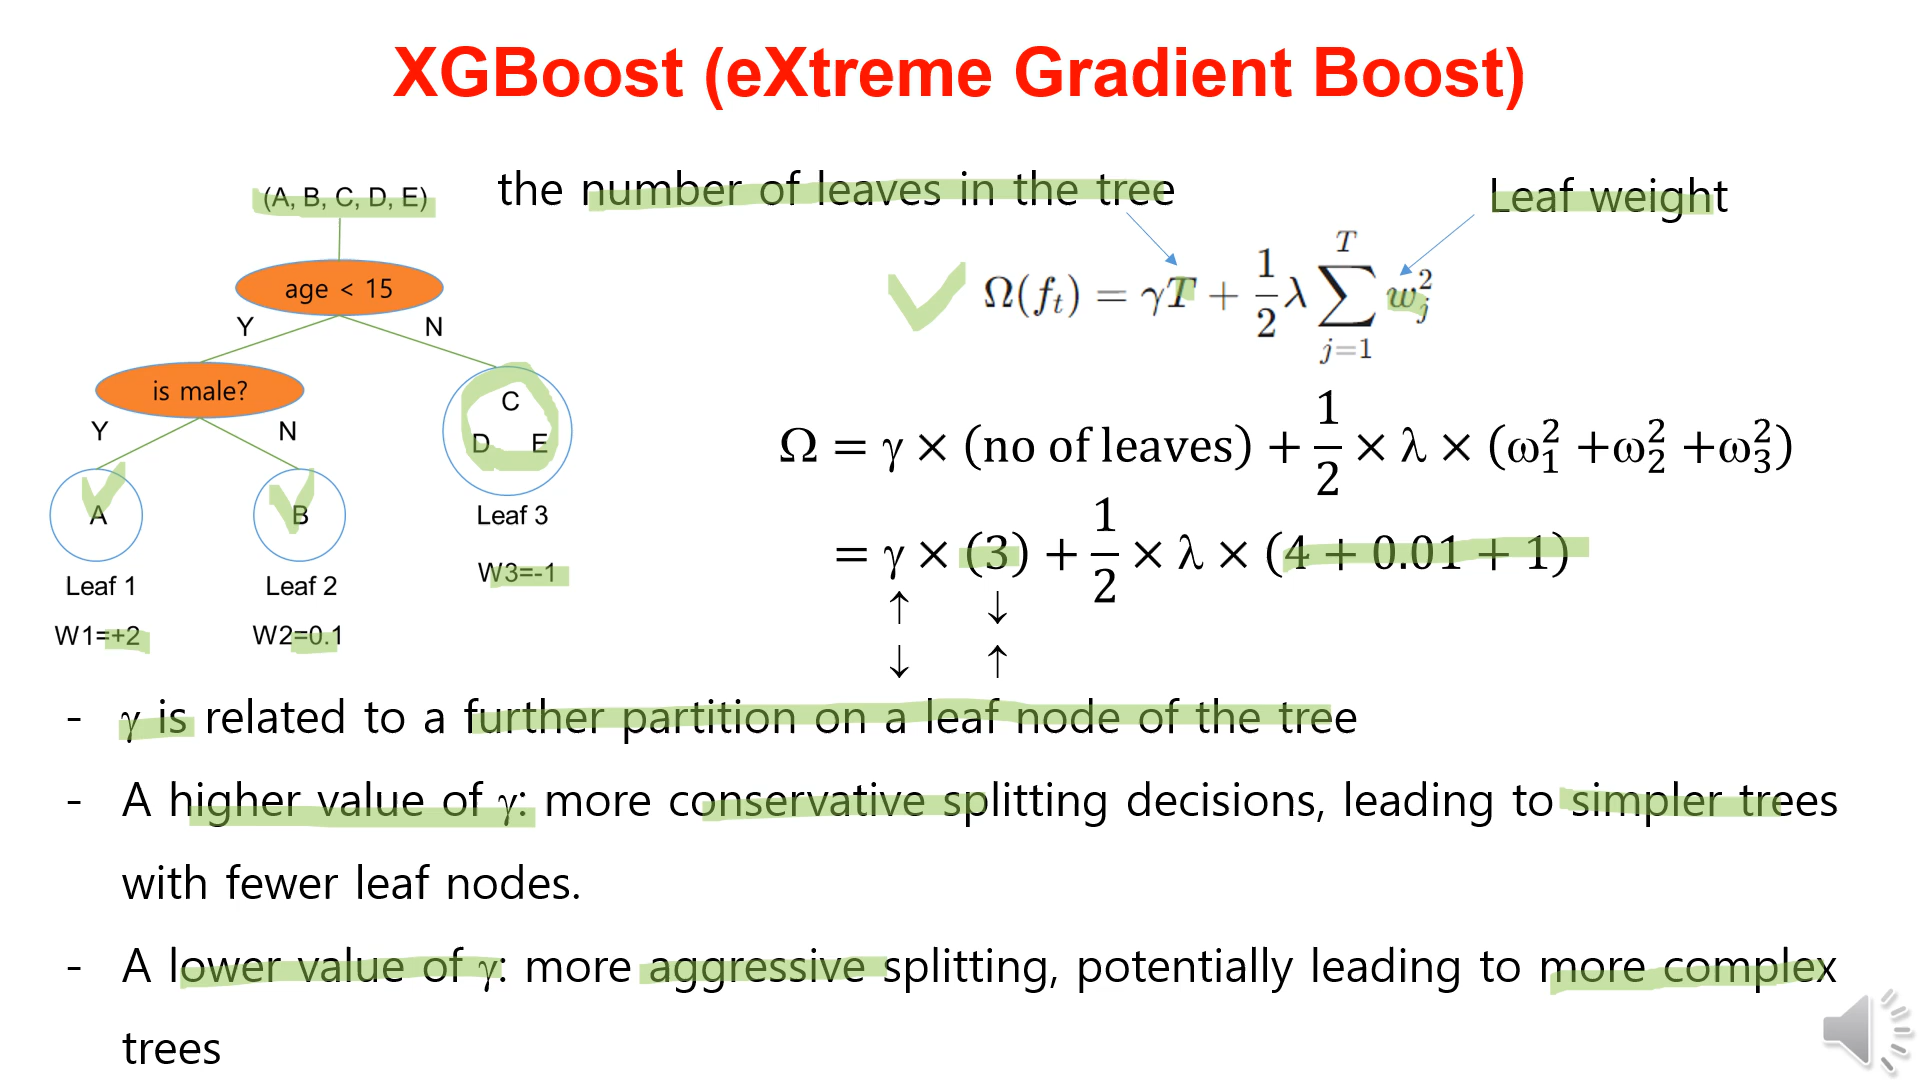 XGBoost (eXtreme Gradient Boost)
the number of leaves in the tree
Leaf weight
(A, B, C, D, E)
age < 15
Y
N
is male?
Y
N
C
D E
A
B
Leaf 3
W3=-1
Leaf 1
Leaf 2
W1=+2
W2=0.1
Ω(f_t) = γT + \frac{1}{2}λ \sum_{j=1}^{T} w_j^2
Ω = γ × (no of leaves) + \frac{1}{2} × λ × (ω_1^2 +ω_2^2 +ω_3^2)
= γ × (3) + \frac{1}{2} × λ × (4 + 0.01 + 1)
↑ ↓
↓ ↑
- γ is related to a further partition on a leaf node of the tree
- A higher value of γ: more conservative splitting decisions, leading to simpler trees
with fewer leaf nodes.
- A lower value of γ: more aggressive splitting, potentially leading to more complex
trees